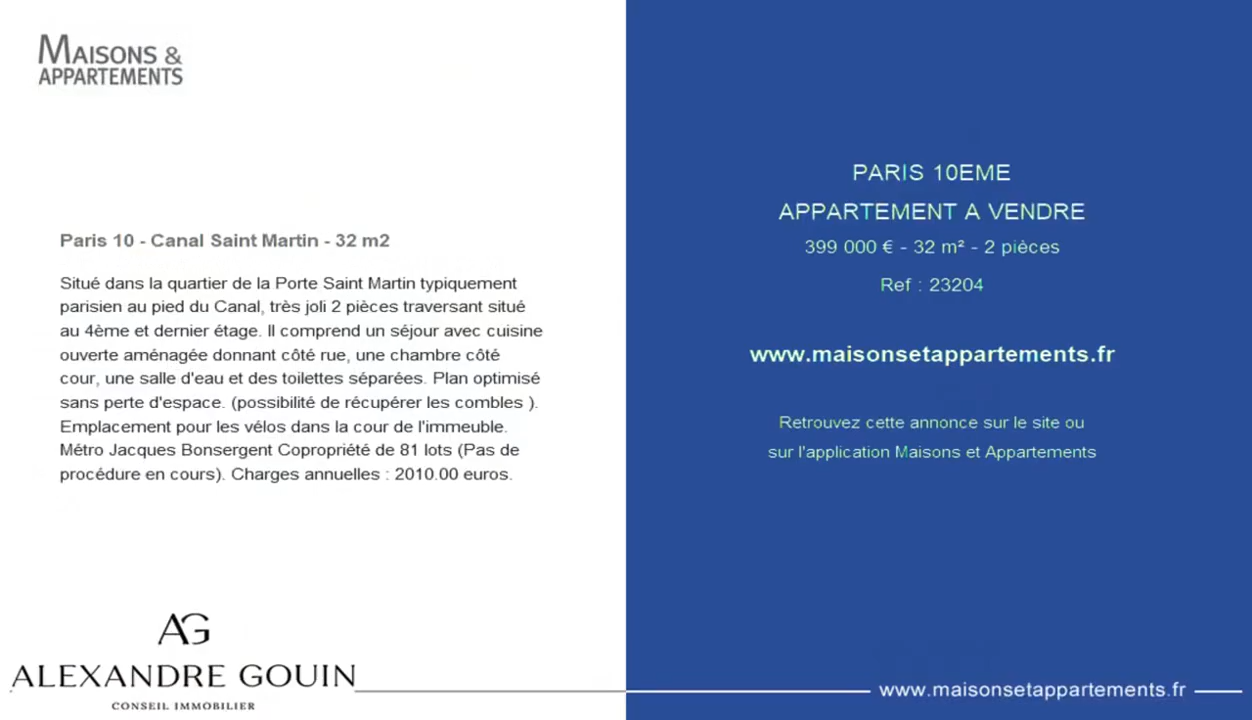 MAISONS &
APPARTEMENTS
Paris 10 - Canal Saint Martin - 32 m2
Situé dans la quartier de la Porte Saint Martin typiquement
parisien au pied du Canal, très joli 2 pièces traversant situé
au 4ème et dernier étage. Il comprend un séjour avec cuisine
ouverte aménagée donnant côté rue, une chambre côté
cour, une salle d'eau et des toilettes séparées. Plan optimisé
sans perte d'espace. (possibilité de récupérer les combles ).
Emplacement pour les vélos dans la cour de l'immeuble.
Métro Jacques Bonsergent Copropriété de 81 lots (Pas de
procédure en cours). Charges annuelles : 2010.00 euros.
AG
ALEXANDRE GOUIN
CONSEIL IMMOBILIER
PARIS 10EME
APPARTEMENT A VENDRE
399 000 € - 32 m² - 2 pièces
Ref : 23204
www.maisonsetappartements.fr
Retrouvez cette annonce sur le site ou
sur l'application Maisons et Appartements
www.maisonsetappartements.fr